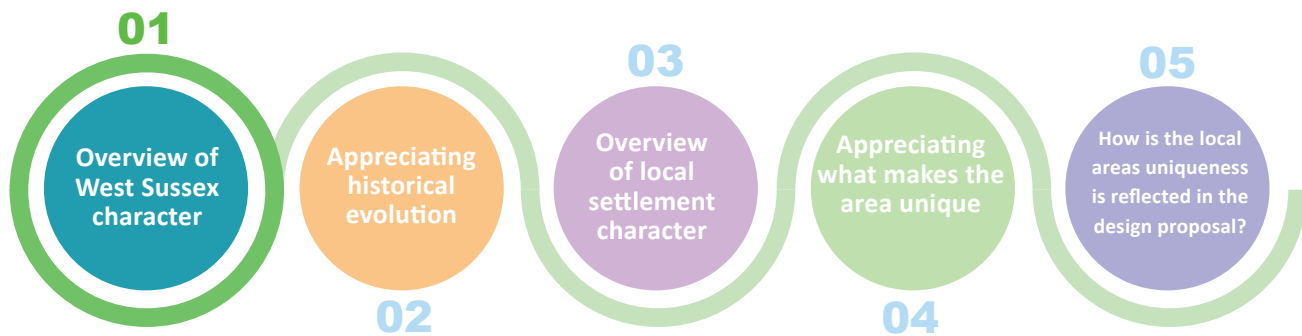 01
Overview of
West Sussex
character
Appreciating
historical
evolution
02
03
Overview
of local
settlement
character
Appreciating
what makes the
area unique
04
05
How is the local
areas uniqueness
is reflected in the
design proposal?